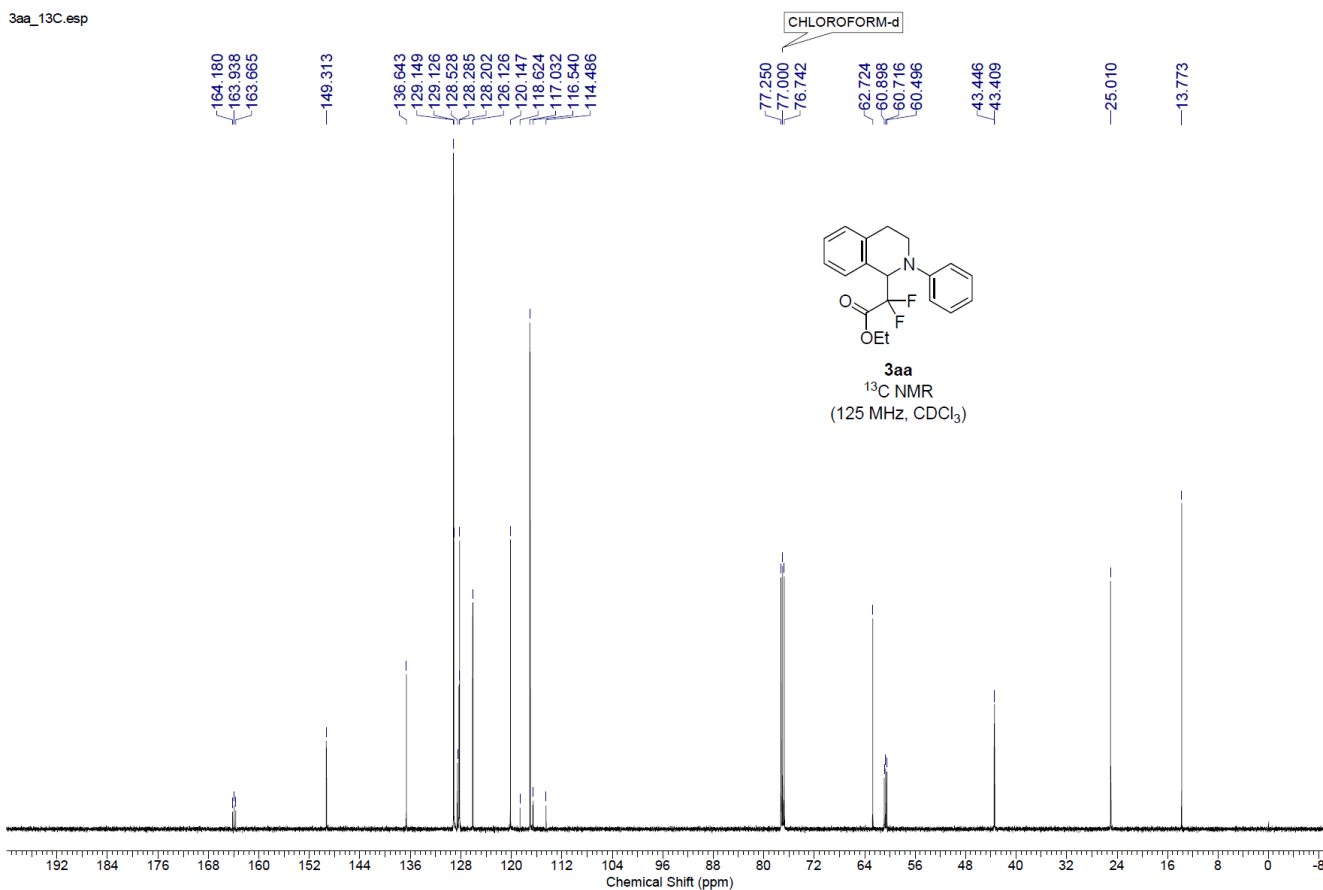 3aa_13C.esp
CHLOROFORM-d
164.180
163.938
163.665
149.313
136.643
129.149
129.126
128.528
128.285
128.202
126.126
120.147
118.624
117.032
116.540
114.486
77.250
77.000
76.742
62.724
60.898
60.716
60.496
43.446
43.409
25.010
13.773
N
O
F
F
OEt
3aa
¹³C NMR
(125 MHz, CDCl₃)
192 184 176 168 160 152 144 136 128 120 112 104 96 88 80 72 64 56 48 40 32 24 16 8 0 -8
Chemical Shift (ppm)